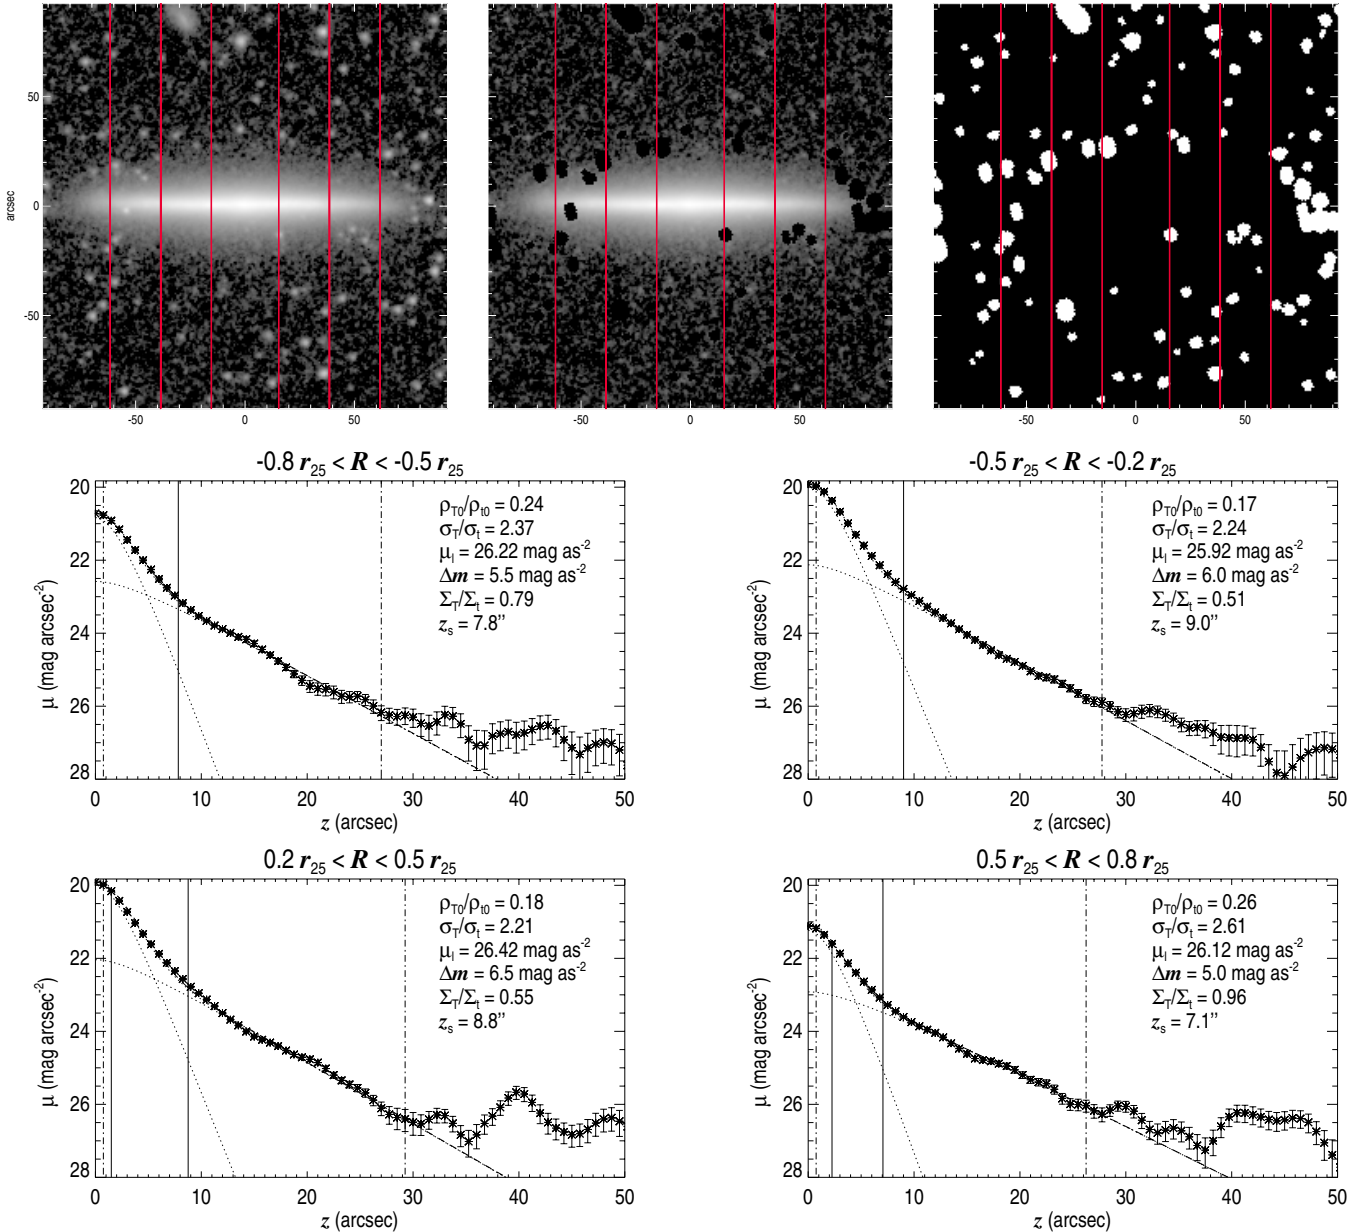 arcsec
50
0
-50
-50 0 50
-50 0 50
-50 0 50
-0.8 r25 < R < -0.5 r25
μ (mag arcsec-2)
20
22
24
26
28
ρT0/ρt0 = 0.24
σT/σt = 2.37
μl = 26.22 mag as-2
Δm = 5.5 mag as-2
ΣT/Σt = 0.79
zs = 7.8”
0 10 20 30 40 50
z (arcsec)
-0.5 r25 < R < -0.2 r25
μ (mag arcsec-2)
20
22
24
26
28
ρT0/ρt0 = 0.17
σT/σt = 2.24
μl = 25.92 mag as-2
Δm = 6.0 mag as-2
ΣT/Σt = 0.51
zs = 9.0”
0 10 20 30 40 50
z (arcsec)
0.2 r25 < R < 0.5 r25
μ (mag arcsec-2)
20
22
24
26
28
ρT0/ρt0 = 0.18
σT/σt = 2.21
μl = 26.42 mag as-2
Δm = 6.5 mag as-2
ΣT/Σt = 0.55
zs = 8.8”
0 10 20 30 40 50
z (arcsec)
0.5 r25 < R < 0.8 r25
μ (mag arcsec-2)
20
22
24
26
28
ρT0/ρt0 = 0.26
σT/σt = 2.61
μl = 26.12 mag as-2
Δm = 5.0 mag as-2
ΣT/Σt = 0.96
zs = 7.1”
0 10 20 30 40 50
z (arcsec)